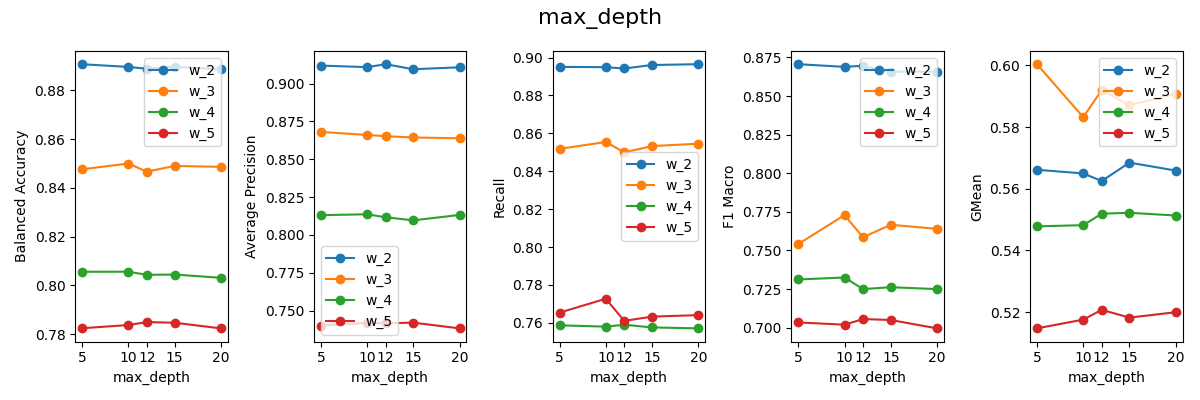 max_depth
Balanced Accuracy
0.88
0.86
0.84
0.82
0.80
0.78
5
10
12
15
20
max_depth
w_2
w_3
w_4
w_5
Average Precision
0.900
0.875
0.850
0.825
0.800
0.775
0.750
5
10
12
15
20
max_depth
w_2
w_3
w_4
w_5
Recall
0.90
0.88
0.86
0.84
0.82
0.80
0.78
0.76
5
10
12
15
20
max_depth
w_2
w_3
w_4
w_5
F1 Macro
0.875
0.850
0.825
0.800
0.775
0.750
0.725
0.700
5
10
12
15
20
max_depth
w_2
w_3
w_4
w_5
GMean
0.60
0.58
0.56
0.54
0.52
5
10
12
15
20
max_depth
w_2
w_3
w_4
w_5